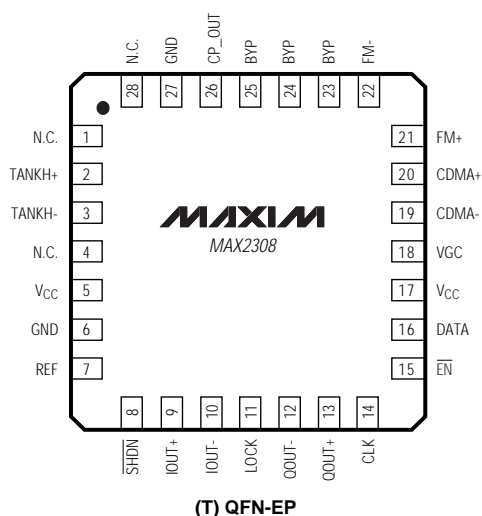 N.C. GND CP_OUT BYP BYP BYP FM-
28 27 26 25 24 23 22
N.C. 1
TANKH+ 2
TANKH- 3
N.C. 4
VCC 5
GND 6
REF 7
MAXIM
MAX2308
21 FM+
20 CDMA+
19 CDMA-
18 VGC
17 VCC
16 DATA
15 EN
8 9 10 11 12 13 14
SHDN IOUT+ IOUT- LOCK QOUT- QOUT+ CLK
(T) QFN-EP